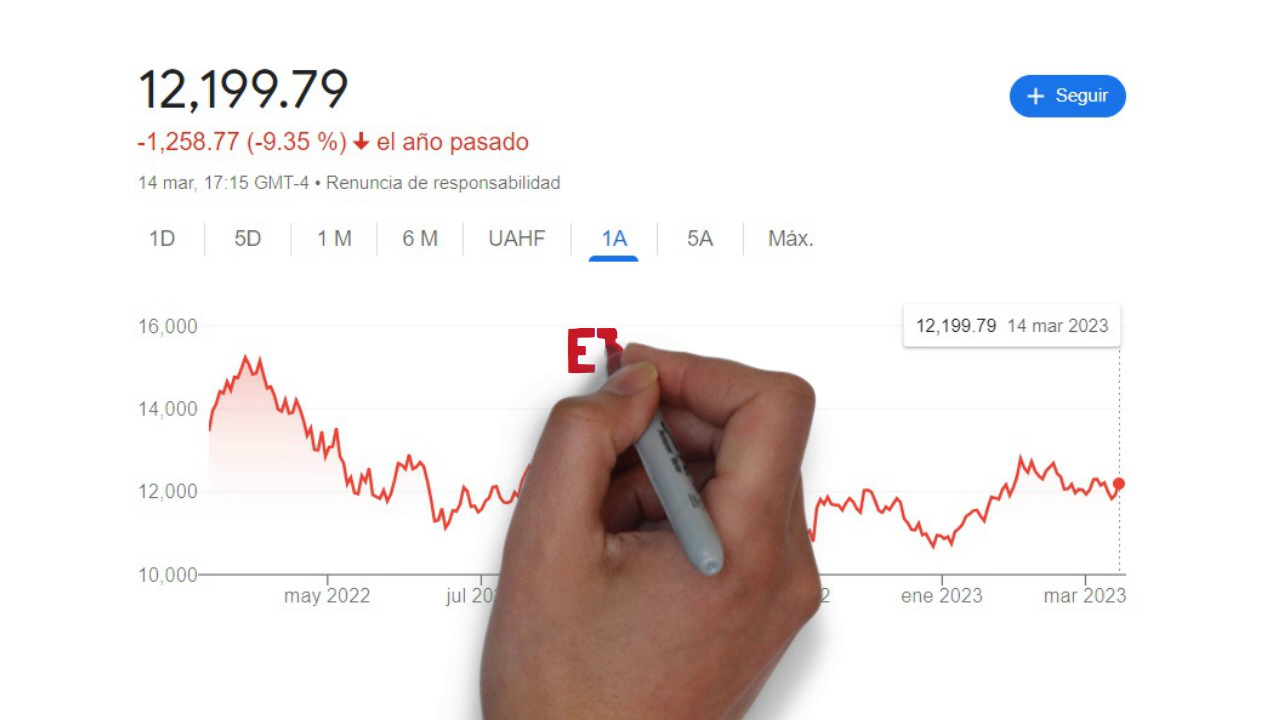 12,199.79
+ Seguir
-1,258.77 (-9.35 %) ↓ el año pasado
14 mar, 17:15 GMT-4 • Renuncia de responsabilidad
1D 5D 1 M 6 M UAHF 1A 5A Máx.
12,199.79 14 mar 2023
16,000
14,000
12,000
10,000
ET
may 2022 jul ene 2023 mar 2023